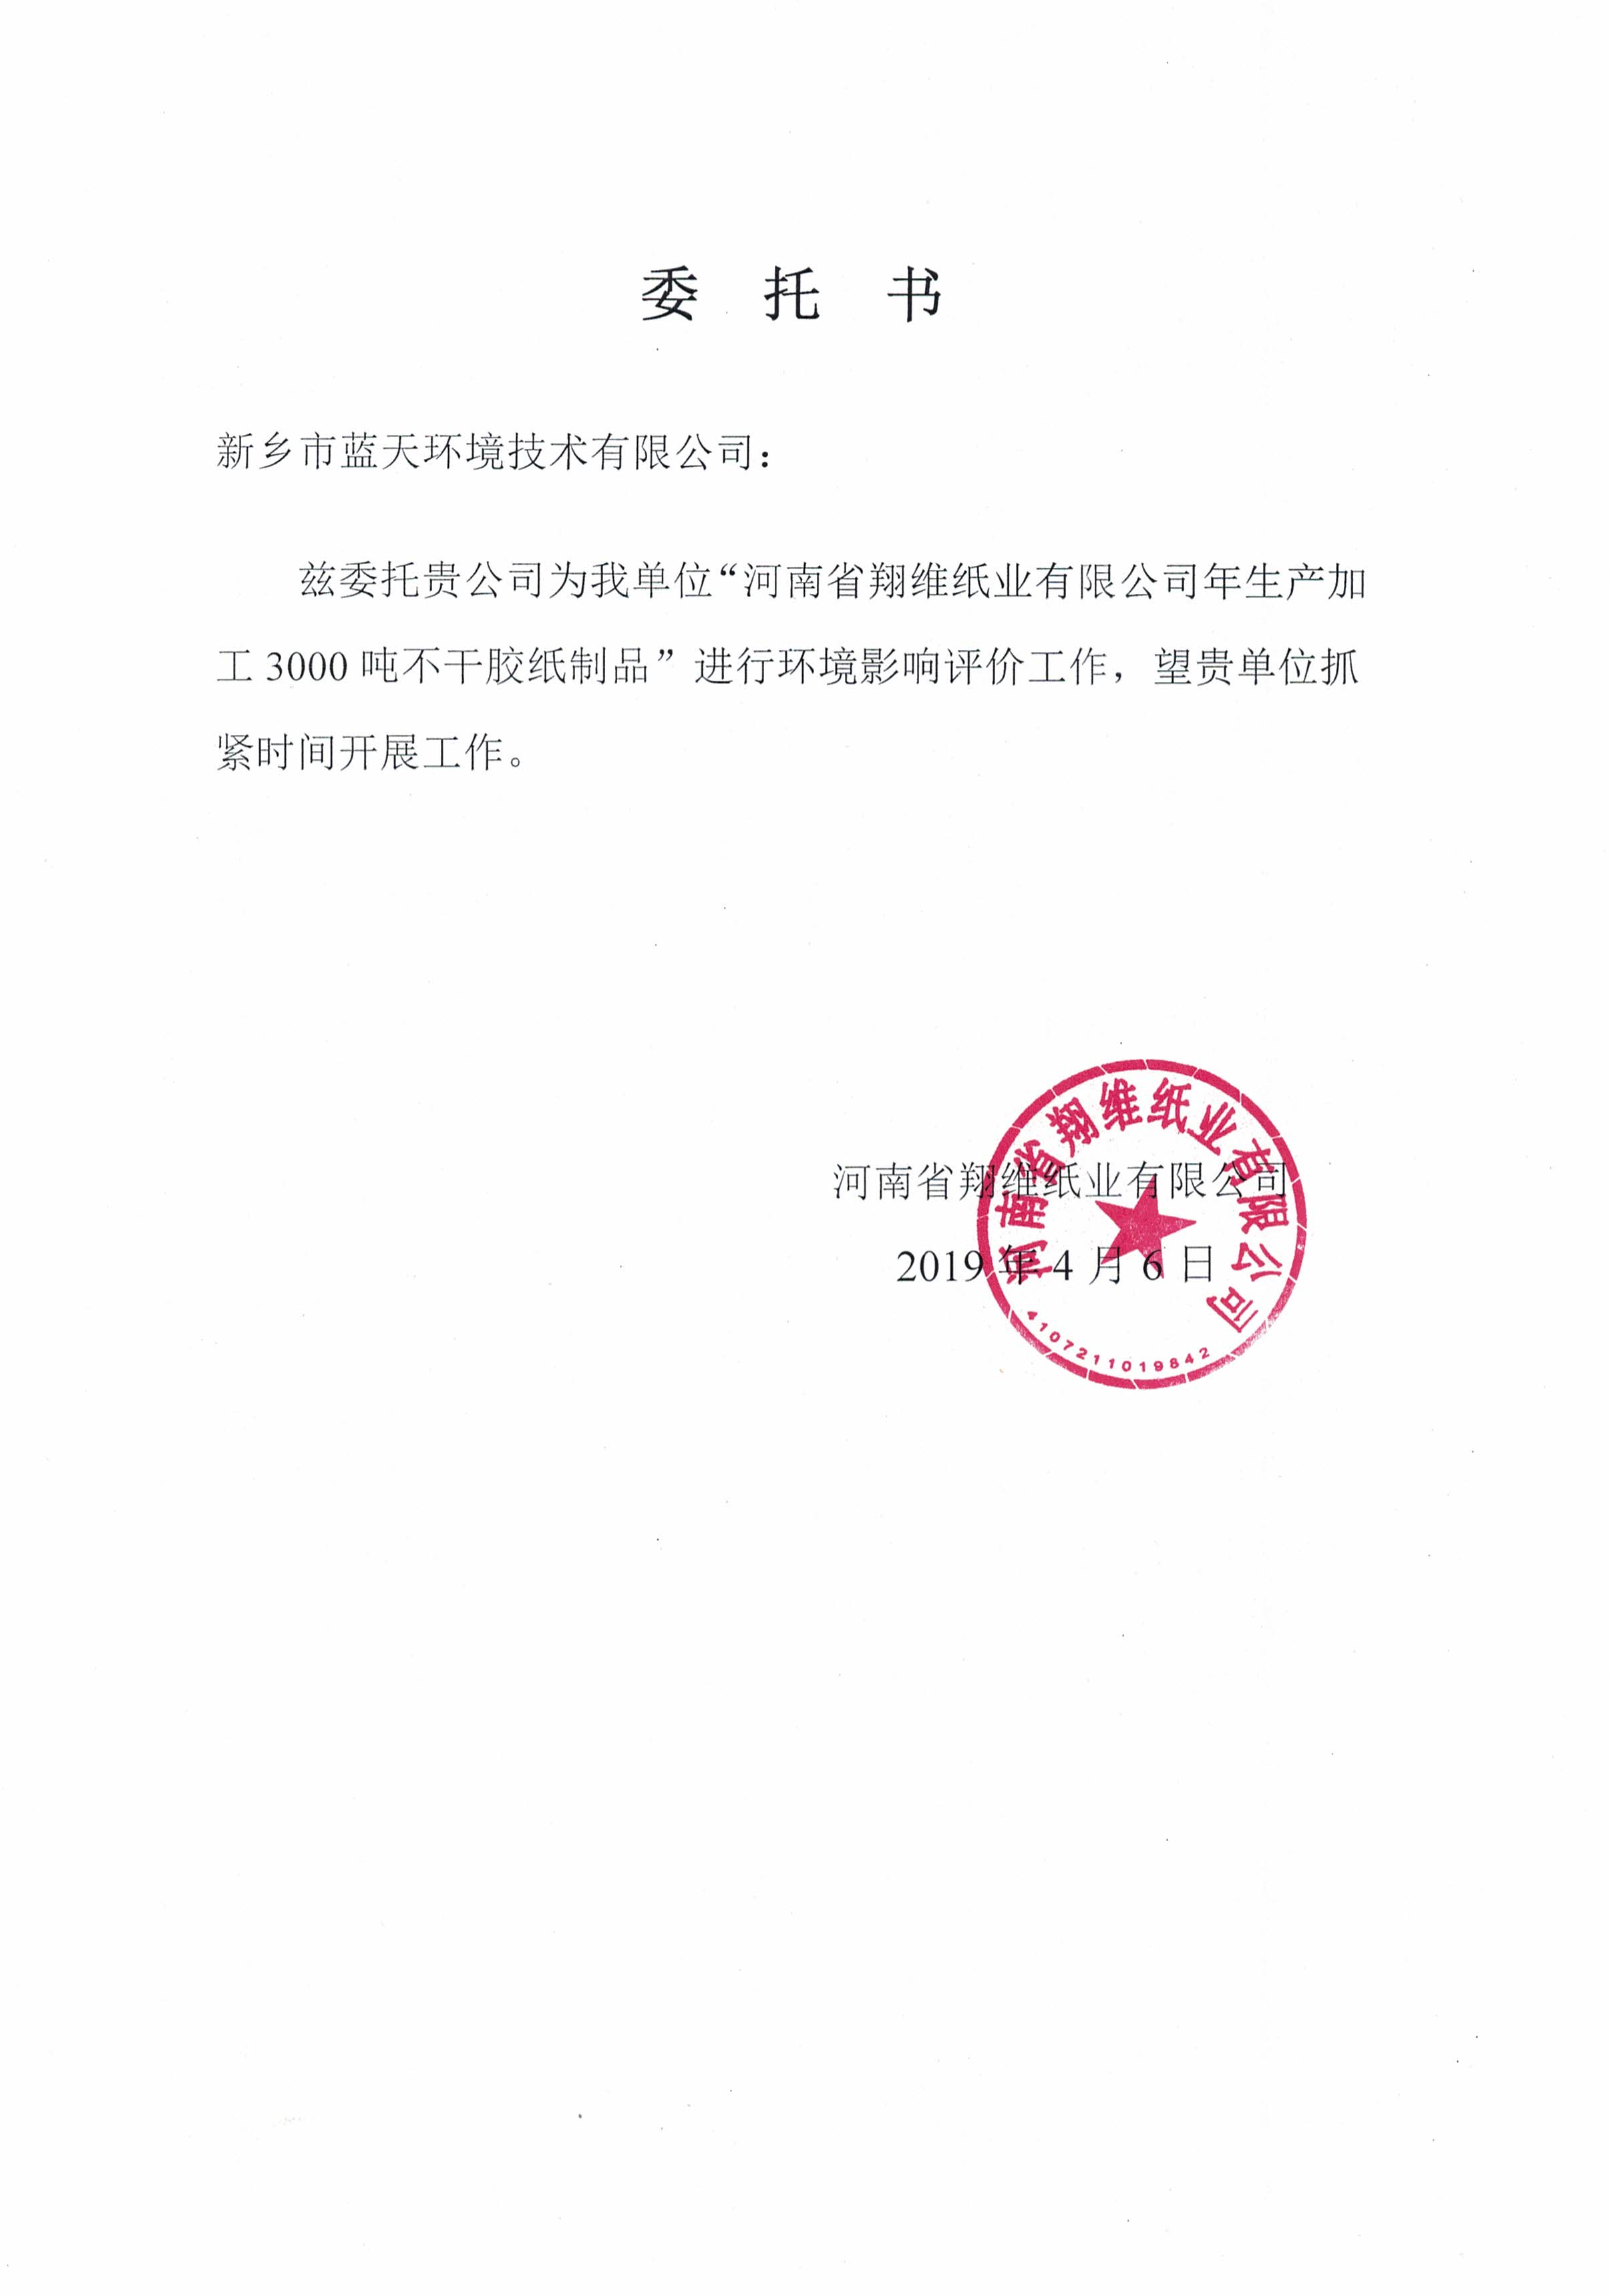 委 托 书
新乡市蓝天环境技术有限公司：
兹委托贵公司为我单位“河南省翔维纸业有限公司年生产加
工 3000 吨不干胶纸制品” 进行环境影响评价工作，望贵单位抓
紧时间开展工作。
河南省翔维纸业有限公司
2019 年 4 月 6 日
河南省翔维纸业有限公司
4107211019842